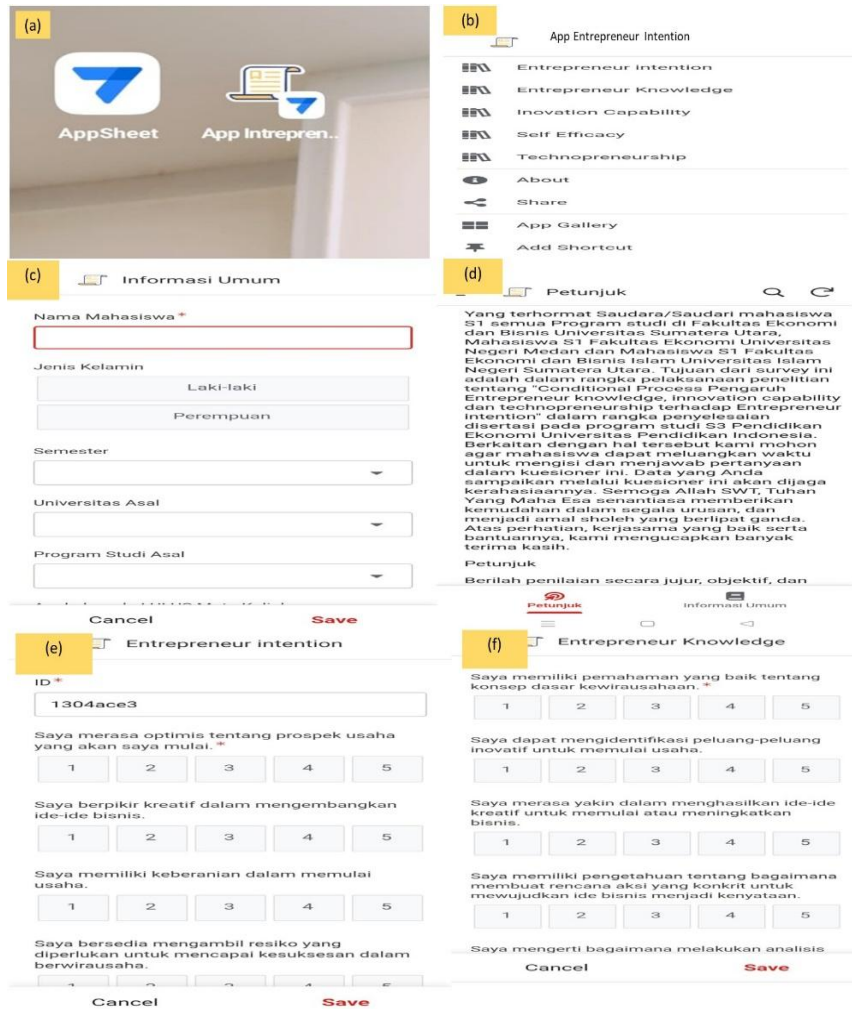 (a)
AppSheet
App Intrepren..
(b)
App Entrepreneur Intention
Entrepreneur intention
Entrepreneur Knowledge
Inovation Capability
Self Efficacy
Technopreneurship
About
Share
App Gallery
Add Shortcut
(c)
Informasi Umum
Nama Mahasiswa *
Jenis Kelamin
Laki-laki
Perempuan
Semester
Universitas Asal
Program Studi Asal
Cancel
Save
(d)
Petunjuk
Yang terhormat Saudara/Saudari mahasiswa
S1 semua Program studi di Fakultas Ekonomi
dan Bisnis Universitas Sumatera Utara,
Mahasiswa S1 Fakultas Ekonomi Universitas
Negeri Medan dan Mahasiswa S1 Fakultas
Ekonomi dan Bisnis Islam Universitas Islam
Negeri Sumatera Utara. Tujuan dari survey ini
adalah dalam rangka pelaksanaan penelitian
tentang "Conditional Process Pengaruh
Entrepreneur knowledge, innovation capability
dan technopreneurship terhadap Entrepreneur
intention" dalam rangka penyelesaian
disertasi pada program studi S3 Pendidikan
Ekonomi Universitas Pendidikan Indonesia.
Berkaitan dengan hal tersebut kami mohon
agar mahasiswa dapat meluangkan waktu
untuk mengisi dan menjawab pertanyaan
dalam kuesioner ini. Data yang Anda
sampaikan melalui kuesioner ini akan dijaga
kerahasiaannya. Semoga Allah SWT, Tuhan
Yang Maha Esa senantiasa memberikan
kemudahan dalam segala urusan, dan
menjadi amal sholeh yang berlipat ganda.
Atas perhatian, kerjasama yang baik serta
bantuannya, kami mengucapkan banyak
terima kasih.
Petunjuk
Berilah penilaian secara jujur, objektif, dan
Petunjuk
Informasi Umum
(e)
Entrepreneur intention
ID *
1304ace3
Saya merasa optimis tentang prospek usaha
yang akan saya mulai. *
1 2 3 4 5
Saya berpikir kreatif dalam mengembangkan
ide-ide bisnis.
1 2 3 4 5
Saya memiliki keberanian dalam memulai
usaha.
1 2 3 4 5
Saya bersedia mengambil resiko yang
diperlukan untuk mencapai kesuksesan dalam
berwirausaha.
Cancel
Save
(f)
Entrepreneur Knowledge
Saya memiliki pemahaman yang baik tentang
konsep dasar kewirausahaan. *
1 2 3 4 5
Saya dapat mengidentifikasi peluang-peluang
inovatif untuk memulai usaha.
1 2 3 4 5
Saya merasa yakin dalam menghasilkan ide-ide
kreatif untuk memulai atau meningkatkan
bisnis.
1 2 3 4 5
Saya memiliki pengetahuan tentang bagaimana
membuat rencana aksi yang konkrit untuk
mewujudkan ide bisnis menjadi kenyataan.
1 2 3 4 5
Saya mengerti bagaimana melakukan analisis
Cancel
Save